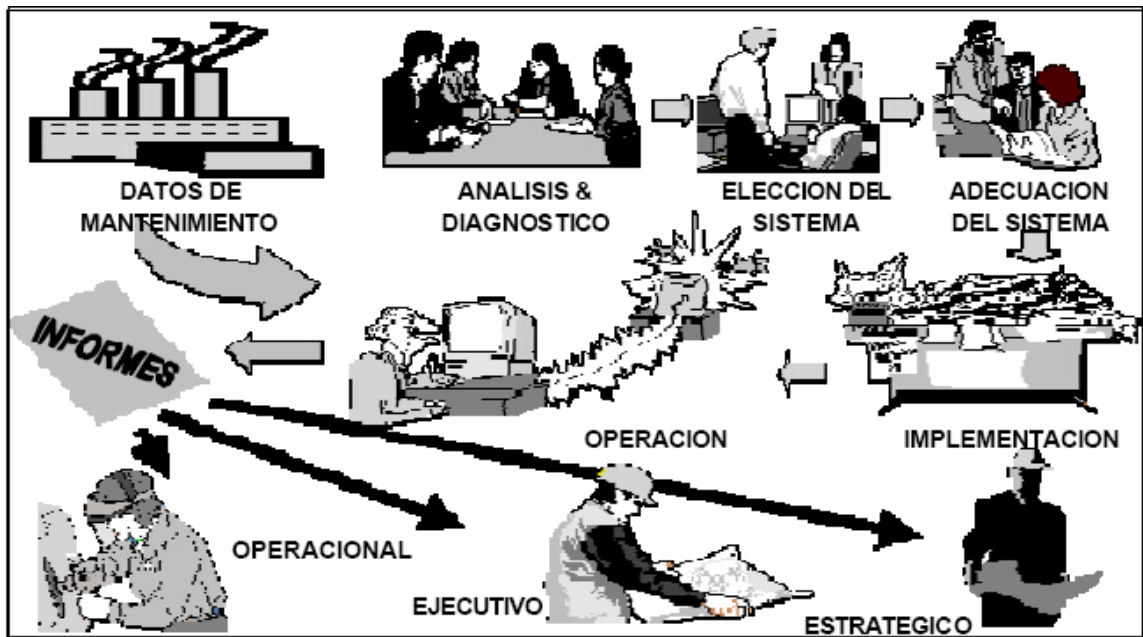 DATOS DE
MANTENIMIENTO
ANALISIS &
DIAGNOSTICO
ELECCION DEL
SISTEMA
ADECUACION
DEL SISTEMA
INFORMES
OPERACION
IMPLEMENTACION
OPERACIONAL
EJECUTIVO
ESTRATEGICO